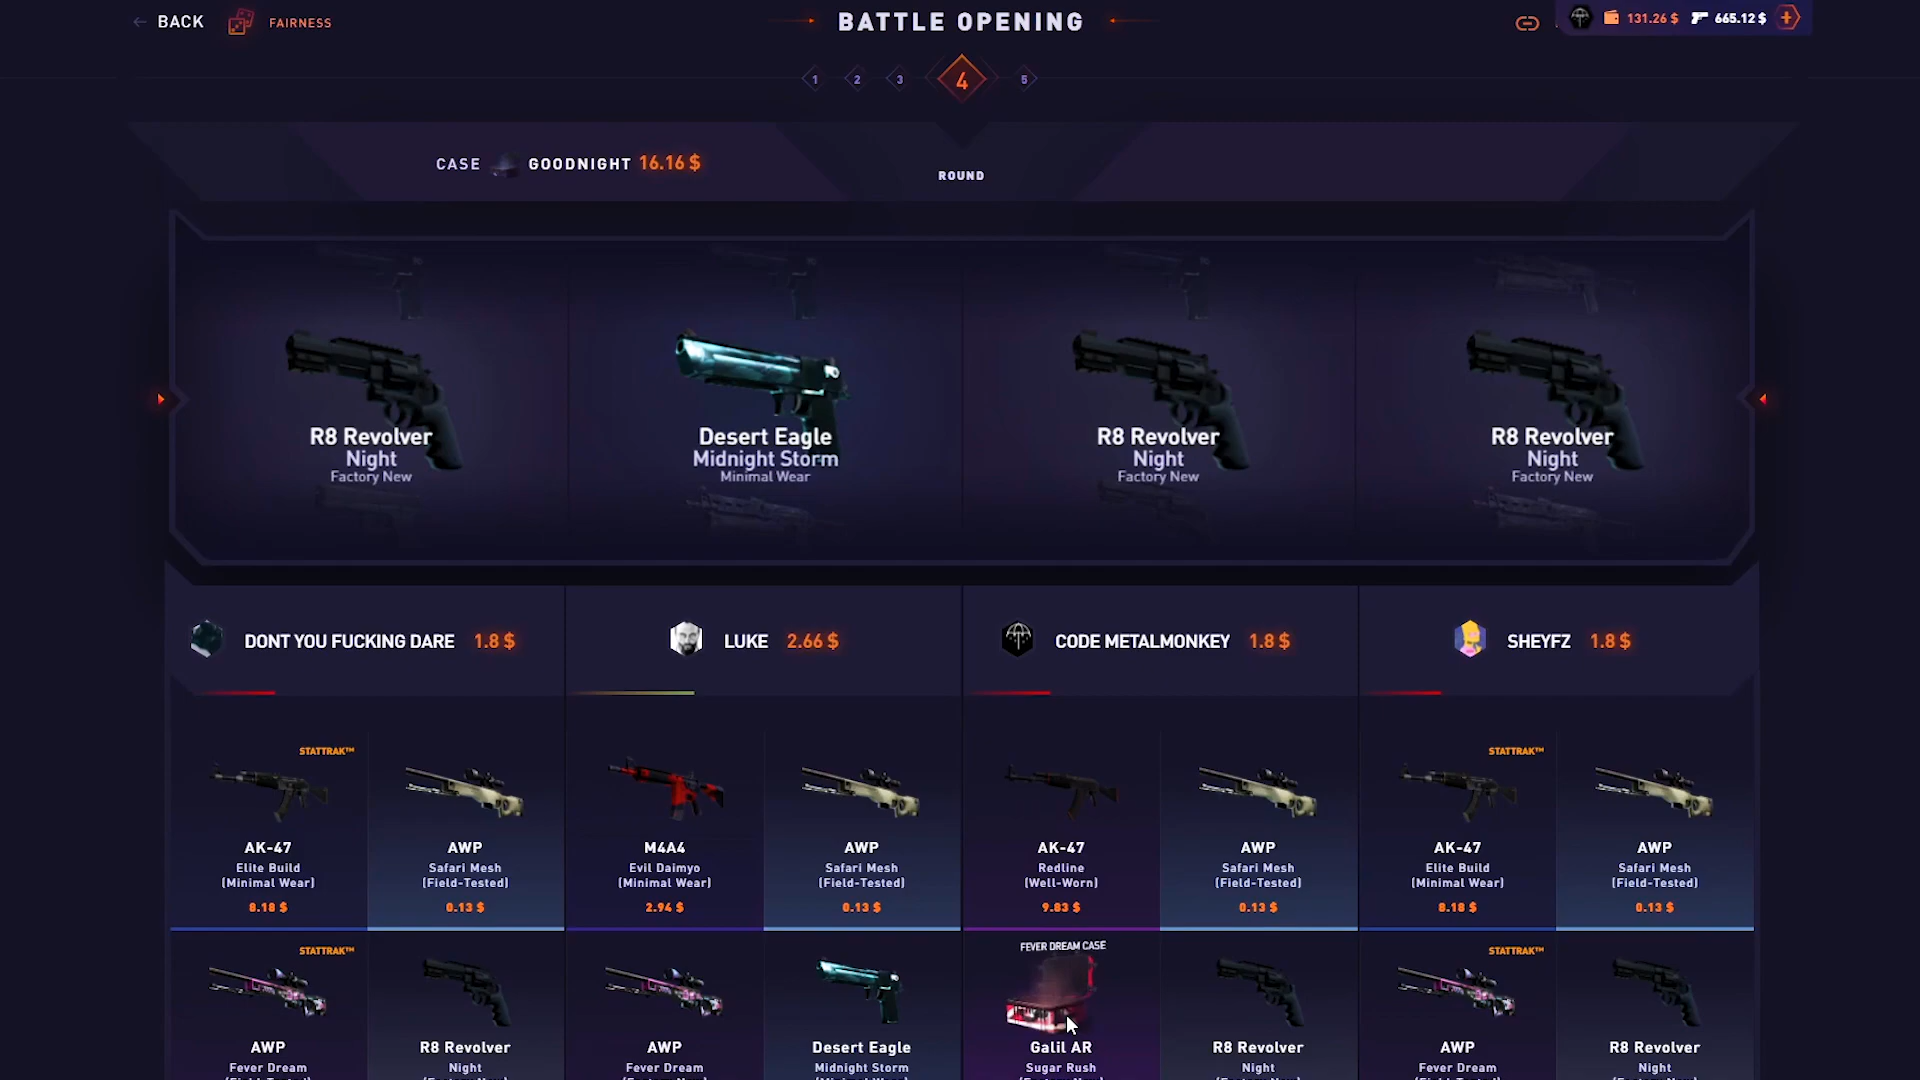 BACK
FAIRNESS
BATTLE OPENING
131.26 $
665.12 $
1
2
3
4
5
CASE GOODNIGHT 16.16 $
ROUND
R8 Revolver
Night
Factory New
Desert Eagle
Midnight Storm
Minimal Wear
R8 Revolver
Night
Factory New
R8 Revolver
Night
Factory New
DONT YOU FUCKING DARE 1.8 $
LUKE 2.66 $
CODE METALMONKEY 1.8 $
SHEYFZ 1.8 $
STATTRAK™
AK-47
Elite Build
(Minimal Wear)
8.18 $
AWP
Safari Mesh
(Field-Tested)
0.13 $
M4A4
Evil Daimyo
(Minimal Wear)
2.94 $
AWP
Safari Mesh
(Field-Tested)
0.13 $
AK-47
Redline
(Well-Worn)
9.83 $
AWP
Safari Mesh
(Field-Tested)
0.13 $
STATTRAK™
AK-47
Elite Build
(Minimal Wear)
8.18 $
AWP
Safari Mesh
(Field-Tested)
0.13 $
STATTRAK™
AWP
Fever Dream
R8 Revolver
Night
AWP
Fever Dream
Desert Eagle
Midnight Storm
FEVER DREAM CASE
Galil AR
Sugar Rush
R8 Revolver
Night
STATTRAK™
AWP
Fever Dream
R8 Revolver
Night